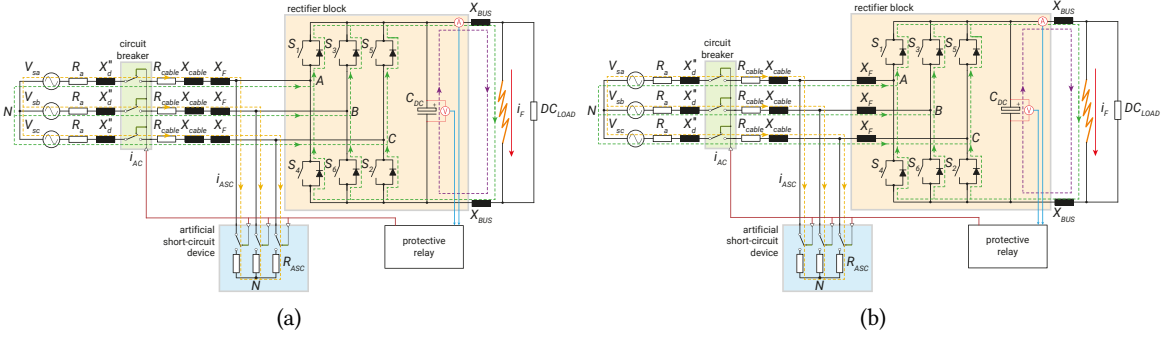 rectifier block
X_BUS
A
circuit
breaker
S_1 S_3 S_5
V_sa R_a X"_d R_cable X_cable X_F
A
V_sb R_a X"_d R_cable X_cable X_F
N
B
C_DC
+
V
i_F
DC_LOAD
V_sc R_a X"_d R_cable X_cable X_F
C
i_AC
S_4 S_6 S_2
i_ASC
X_BUS
artificial
short-circuit
device
R_ASC
N
protective
relay
(a)
rectifier block
X_BUS
A
circuit
breaker
S_1 S_3 S_5
V_sa R_a X"_d R_cable X_cable X_F
A
V_sb R_a X"_d R_cable X_cable X_F
N
B
C_DC
+
V
i_F
DC_LOAD
V_sc R_a X"_d R_cable X_cable X_F
C
i_AC
S_4 S_6 S_2
i_ASC
X_BUS
artificial
short-circuit
device
R_ASC
N
protective
relay
(b)